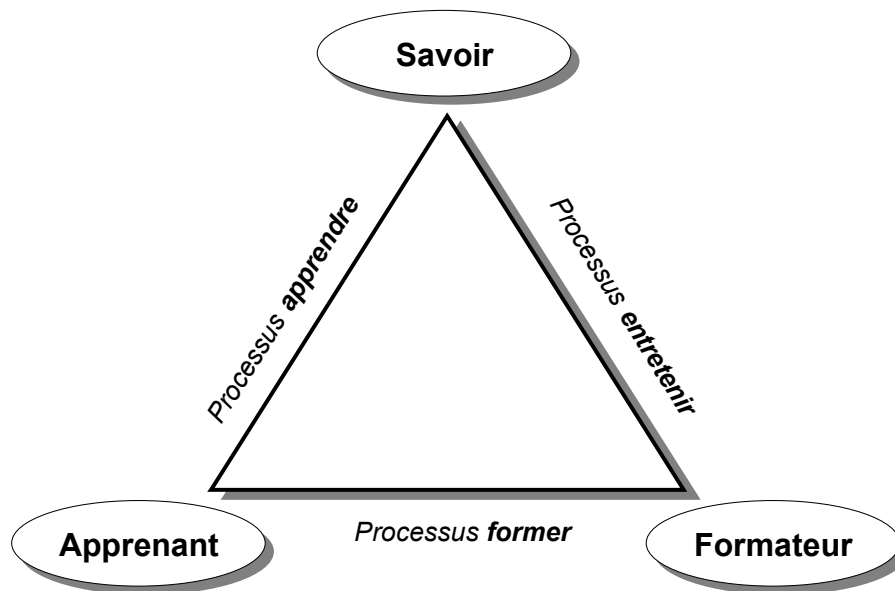 Savoir
Processus apprendre
Processus entretenir
Apprenant
Processus former
Formateur